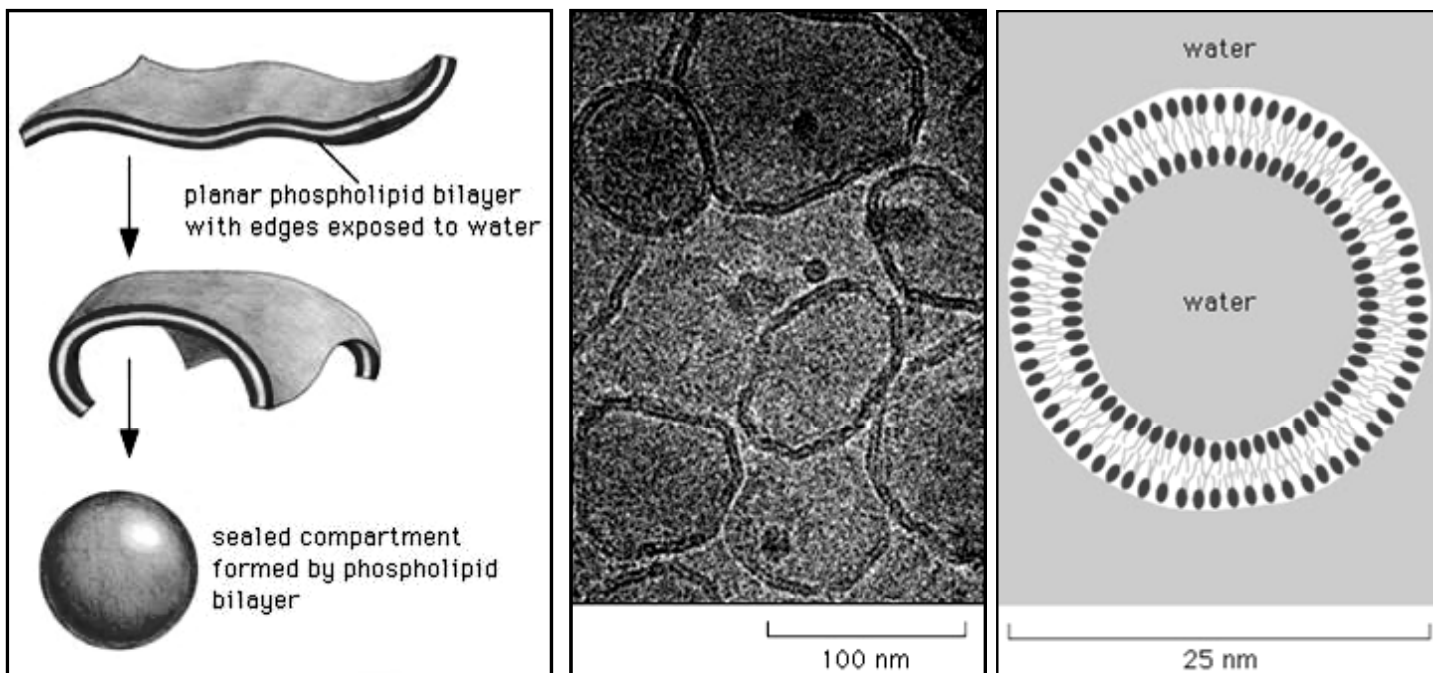 planar phospholipid bilayer
with edges exposed to water
sealed compartment
formed by phospholipid
bilayer
100 nm
water
water
25 nm